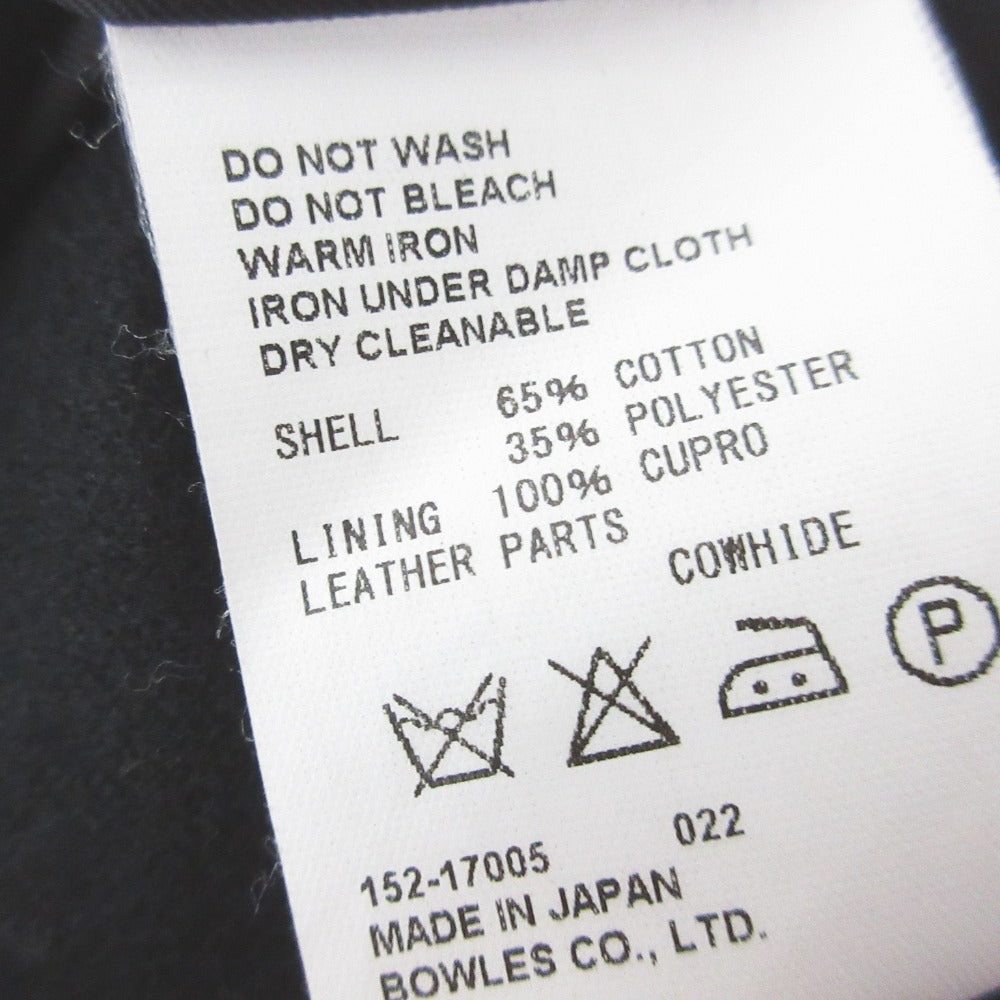 DO NOT WASH
DO NOT BLEACH
WARM IRON
IRON UNDER DAMP CLOTH
DRY CLEANABLE
SHELL 65% COTTON
35% POLYESTER
LINING 100% CUPRO
LEATHER PARTS
COWHIDE
P
152-17005 022
MADE IN JAPAN
BOWLES CO., LTD.